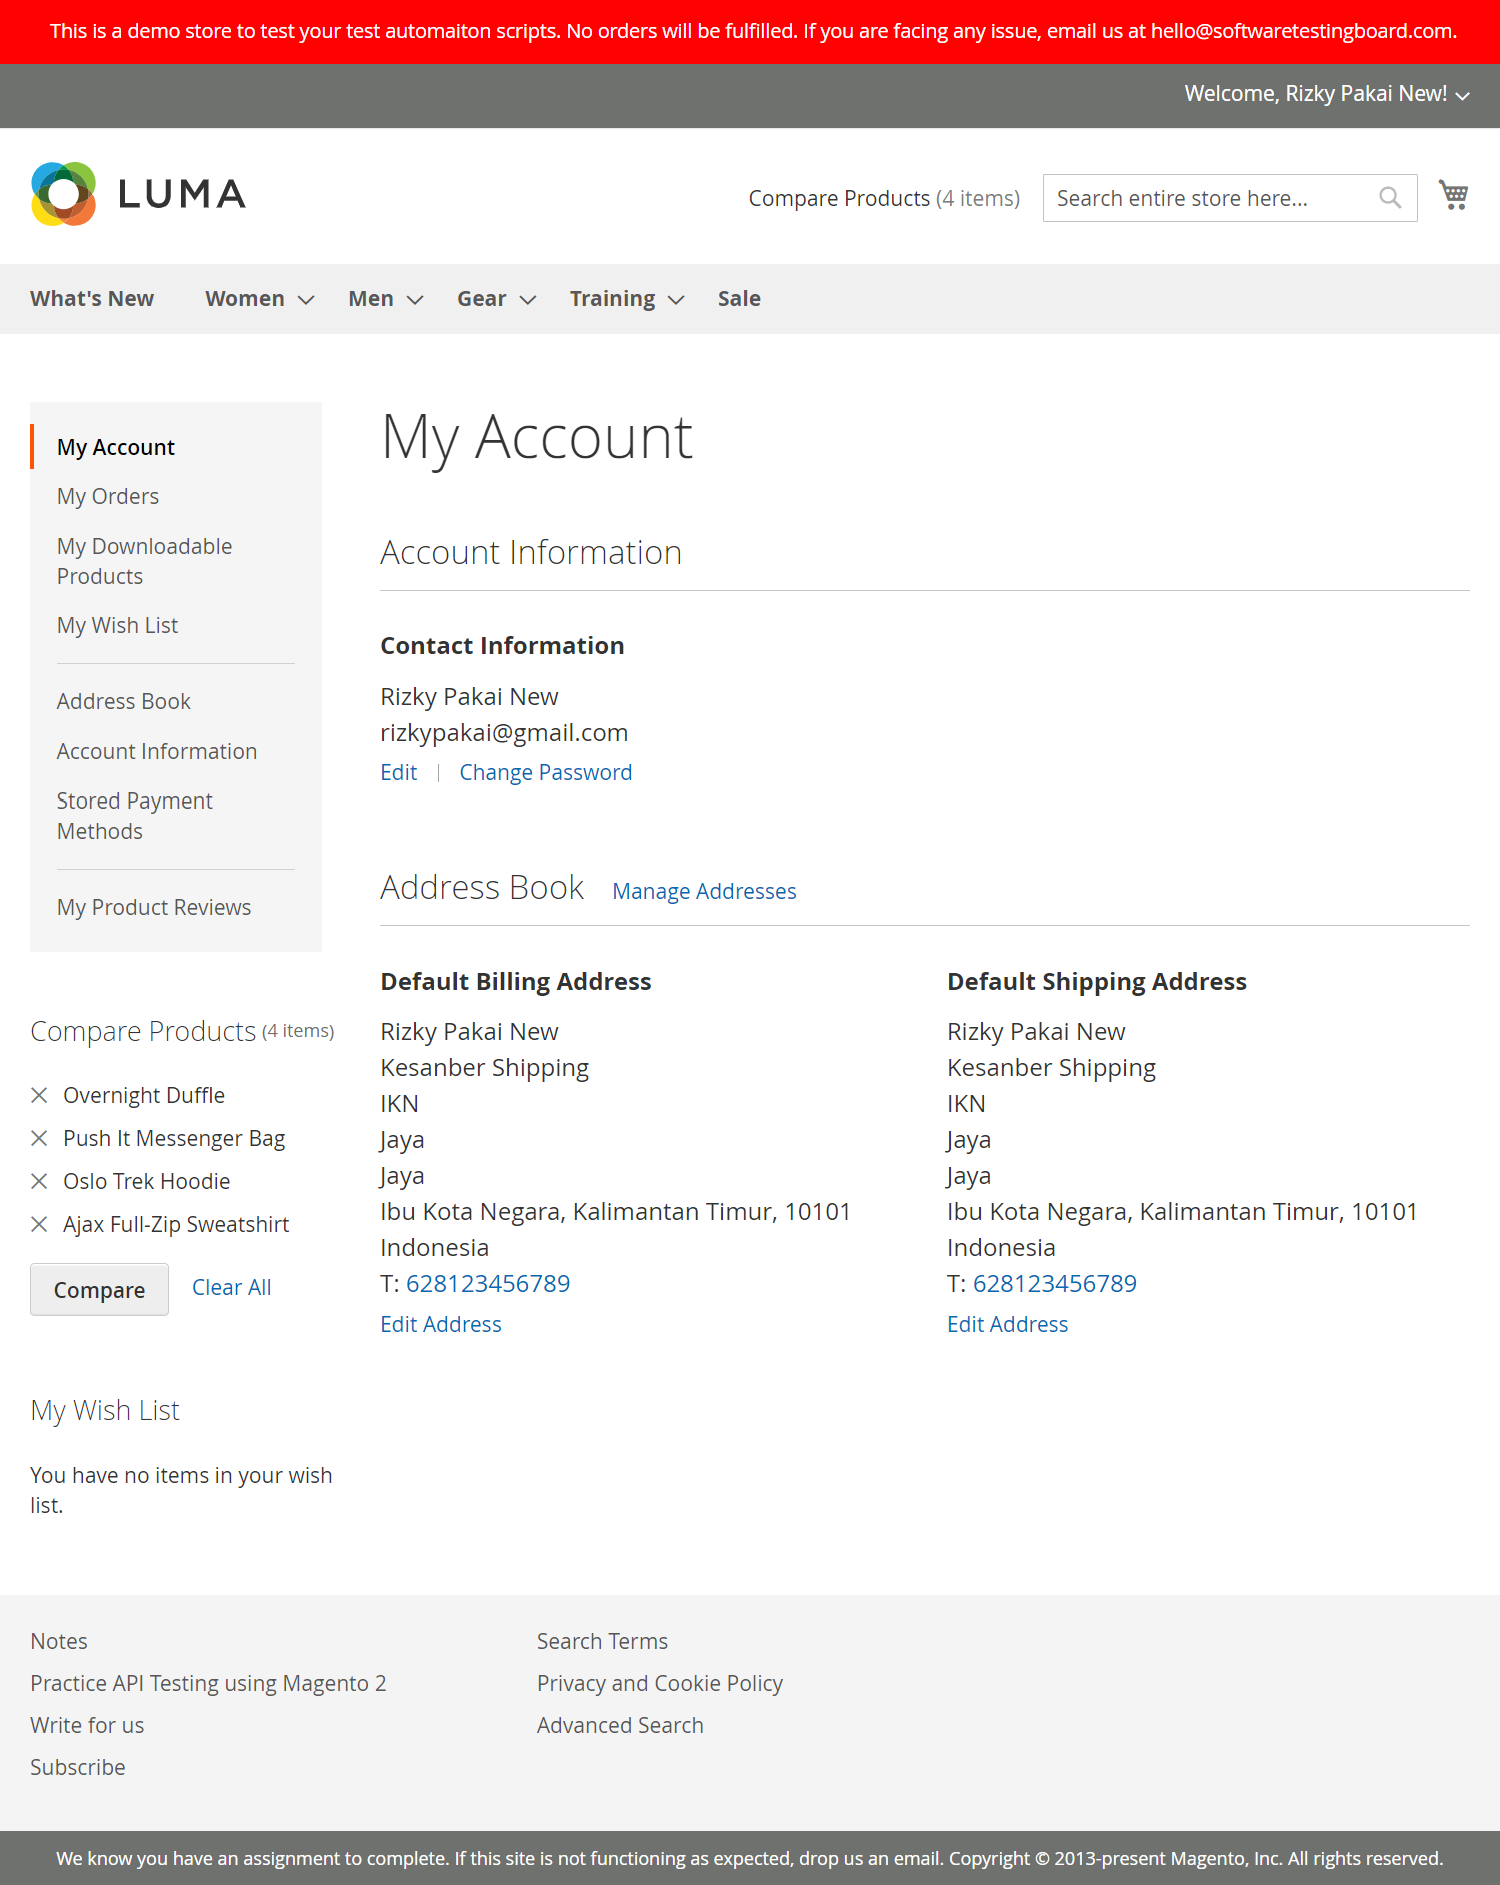 This is a demo store to test your test automaiton scripts. No orders will be fulfilled. If you are facing any issue, email us at hello@softwaretestingboard.com.
Welcome, Rizky Pakai New!
LUMA
Compare Products (4 items)
Search entire store here...
What's New
Women
Men
Gear
Training
Sale
My Account
My Orders
My Downloadable
Products
My Wish List
Address Book
Account Information
Stored Payment
Methods
My Product Reviews
Compare Products (4 items)
Overnight Duffle
Push It Messenger Bag
Oslo Trek Hoodie
Ajax Full-Zip Sweatshirt
Compare
Clear All
My Wish List
You have no items in your wish
list.
My Account
Account Information
Contact Information
Rizky Pakai New
rizkypakai@gmail.com
Edit
Change Password
Address Book
Manage Addresses
Default Billing Address
Rizky Pakai New
Kesanber Shipping
IKN
Jaya
Jaya
Ibu Kota Negara, Kalimantan Timur, 10101
Indonesia
T: 628123456789
Edit Address
Default Shipping Address
Rizky Pakai New
Kesanber Shipping
IKN
Jaya
Jaya
Ibu Kota Negara, Kalimantan Timur, 10101
Indonesia
T: 628123456789
Edit Address
Notes
Practice API Testing using Magento 2
Write for us
Subscribe
Search Terms
Privacy and Cookie Policy
Advanced Search
We know you have an assignment to complete. If this site is not functioning as expected, drop us an email. Copyright © 2013-present Magento, Inc. All rights reserved.